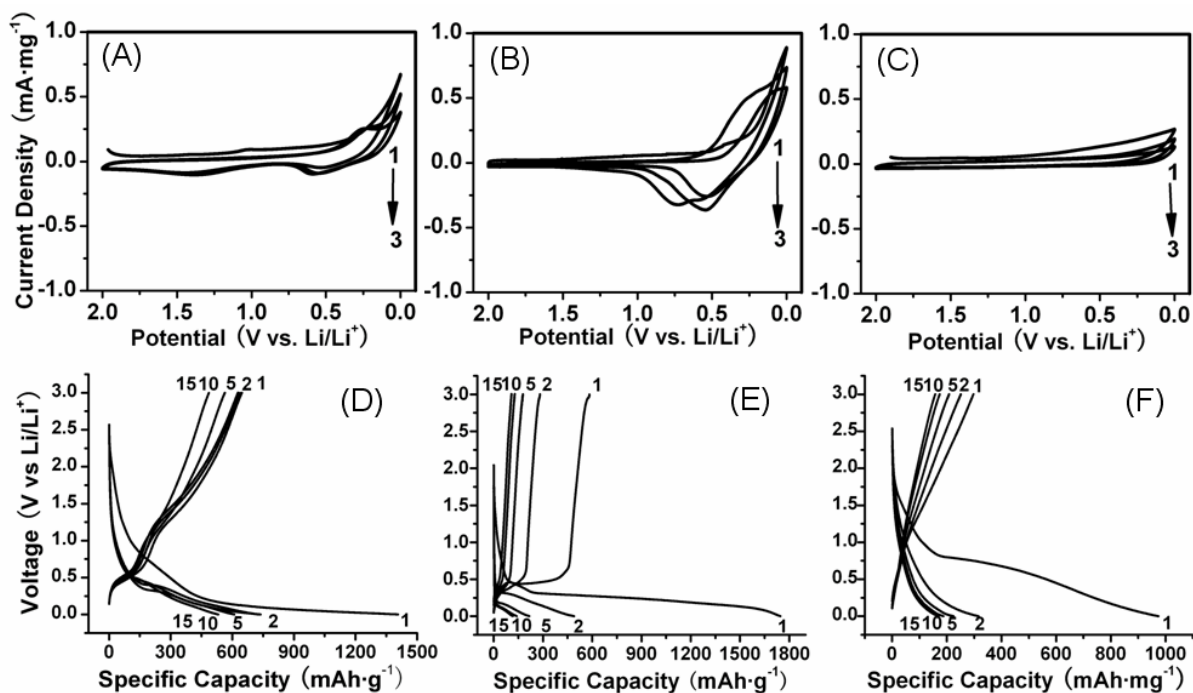 (A)
(B)
(C)
1.0
0.5
0.0
-0.5
-1.0
Current Density (mA·mg⁻¹)
1
3
2.0 1.5 1.0 0.5 0.0
Potential (V vs. Li/Li⁺)
1.0
0.5
0.0
-0.5
-1.0
1
3
2.0 1.5 1.0 0.5 0.0
Potential (V vs. Li/Li⁺)
1.0
0.5
0.0
-0.5
-1.0
1
3
2.0 1.5 1.0 0.5 0.0
Potential (V vs. Li/Li⁺)
(D)
15 10 5 2 1
3.0
2.5
2.0
1.5
1.0
0.5
0.0
Voltage (V vs Li/Li⁺)
15 10 5 2 1
0 300 600 900 1200 1500
Specific Capacity (mAh·g⁻¹)
(E)
15 10 5 2 1
3.0
2.5
2.0
1.5
1.0
0.5
0.0
15 10 5 2 1
0 300 600 900 1200 1500 1800
Specific Capacity (mAh·g⁻¹)
(F)
15 10 5 2 1
3.0
2.5
2.0
1.5
1.0
0.5
0.0
15 10 5 2 1
0 200 400 600 800 1000
Specific Capacity (mAh·mg⁻¹)